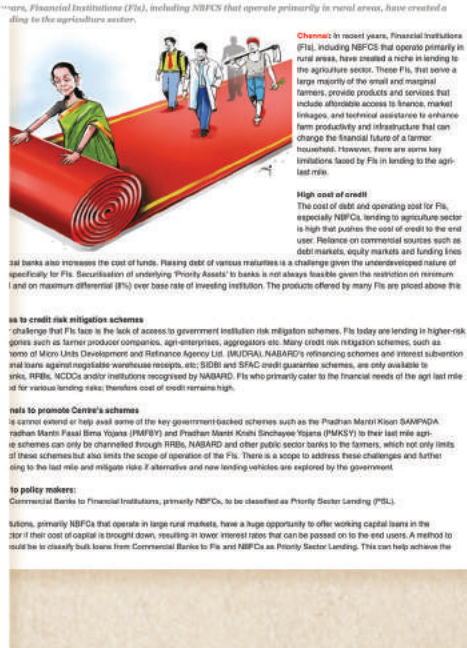 ears, Financial Institutions (FIs), including NBFCs that operate primarily in rural areas, have created a
ding to the agriculture sector.
Chennai: In recent years, Financial Institutions
(FIs), including NBFCS that operate primarily in
rural areas, have created a niche in lending to
the agriculture sector. These FIs, that serve a
large majority of the small and marginal
farmers, provide products and services that
include affordable access to finance, market
linkages, and technical assistance to enhance
farm productivity and infrastructure that can
change the financial future of a farmer
household. However, there are some key
limitations faced by FIs in lending to the agri-
last mile.
High cost of credit
The cost of debt and operating cost for FIs,
especially NBFCs, lending to agriculture sector
is high that pushes the cost of credit to the end
user. Reliance on commercial sources such as
debt markets, equity markets and funding lines
cial banks also increases the cost of funds. Raising debt of various maturities is a challenge given the underdeveloped nature of
specifically for FIs. Securitisation of underlying 'Priority Assets' to banks is not always feasible given the restriction on minimum
l and on maximum differential (8%) over base rate of investing institution. The products offered by many FIs are priced above this
ss to credit risk mitigation schemes
challenge that FIs face is the lack of access to government institution risk mitigation schemes. FIs today are lending in higher-risk
gories such as farmer producer companies, agri-enterprises, aggregators etc. Many credit risk mitigation schemes, such as
heme of Micro Units Development and Refinance Agency Ltd. (MUDRA), NABARD's refinancing schemes and interest subvention
onal loans against negotiable warehouse receipts, etc; SIDBI and SFAC credit guarantee schemes, are only available to
anks, RRBs, NCDCs and/or institutions recognised by NABARD. FIs who primarily cater to the financial needs of the agri last mile
ed for various lending risks; therefore cost of credit remains high.
nnels to promote Centre's schemes
ls cannot extend or help avail some of the key government-backed schemes such as the Pradhan Mantri Kisan SAMPADA
radhan Mantri Fasal Bima Yojana (PMFBY) and Pradhan Mantri Krishi Sinchayee Yojana (PMKSY) to their last mile agri-
se schemes can only be channelled through RRBs, NABARD and other public sector banks to the farmers, which not only limits
of these schemes but also limits the scope of operation of the FIs. There is a scope to address these challenges and further
oing to the last mile and mitigate risks if alternative and new lending vehicles are explored by the government
to policy makers:
Commercial Banks to Financial Institutions, primarily NBFCs, to be classified as Priority Sector Lending (PSL).
tutions, primarily NBFCs that operate in large rural markets, have a huge opportunity to offer working capital loans in the
ctor if their cost of capital is brought down, resulting in lower interest rates that can be passed on to the end users. A method to
ould be to classify bulk loans from Commercial Banks to FIs and NBFCs as Priority Sector Lending. This can help achieve the